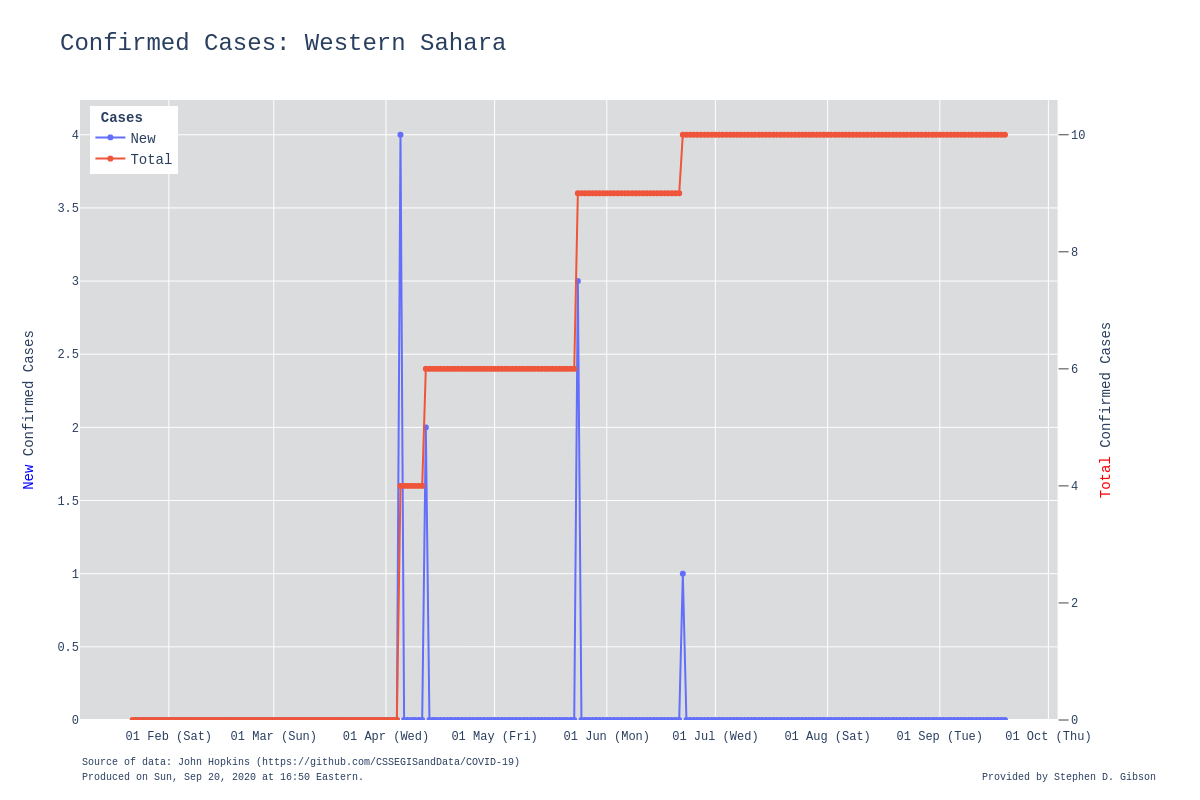 Confirmed Cases: Western Sahara
Cases
New
Total
4
3.5
3
2.5
2
1.5
1
0.5
0
New Confirmed Cases
10
8
6
4
2
0
Total Confirmed Cases
01 Feb (Sat) 01 Mar (Sun) 01 Apr (Wed) 01 May (Fri) 01 Jun (Mon) 01 Jul (Wed) 01 Aug (Sat) 01 Sep (Tue) 01 Oct (Thu)
Source of data: John Hopkins (https://github.com/CSSEGISandData/COVID-19)
Produced on Sun, Sep 20, 2020 at 16:50 Eastern.
Provided by Stephen D. Gibson